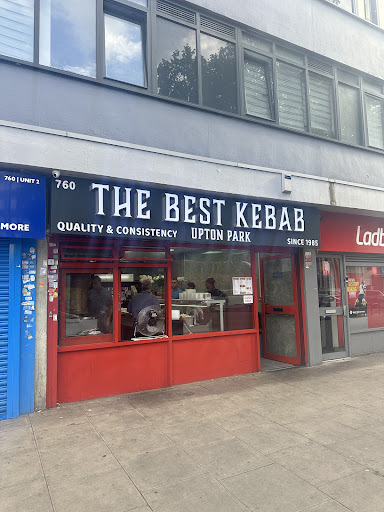 760 | UNIT 2
MORE
760
THE BEST KEBAB
QUALITY & CONSISTENCY UPTON PARK SINCE 1985
Ladb